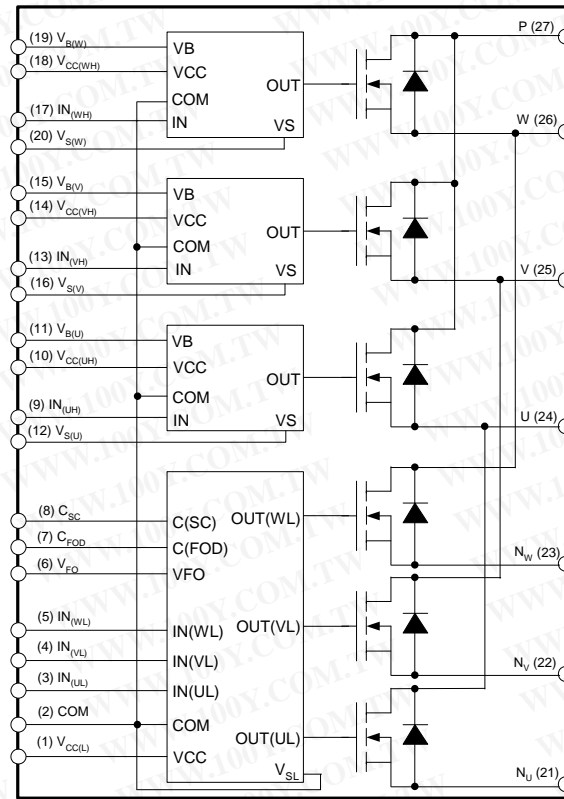 (19) VB(W)
(18) VCC(WH)
(17) IN(WH)
(20) VS(W)
VB
VCC
COM
IN
OUT
VS
P (27)
W (26)
(15) VB(V)
(14) VCC(VH)
(13) IN(VH)
(16) VS(V)
VB
VCC
COM
IN
OUT
VS
V (25)
(11) VB(U)
(10) VCC(UH)
(9) IN(UH)
(12) VS(U)
VB
VCC
COM
IN
OUT
VS
U (24)
(8) CSC
(7) CFOD
(6) VFO
(5) IN(WL)
(4) IN(VL)
(3) IN(UL)
(2) COM
(1) VCC(L)
C(SC)
C(FOD)
VFO
IN(WL)
IN(VL)
IN(UL)
COM
VCC
OUT(WL)
OUT(VL)
OUT(UL)
VSL
NW (23)
NV (22)
NU (21)
WWW.100Y.COM.TW